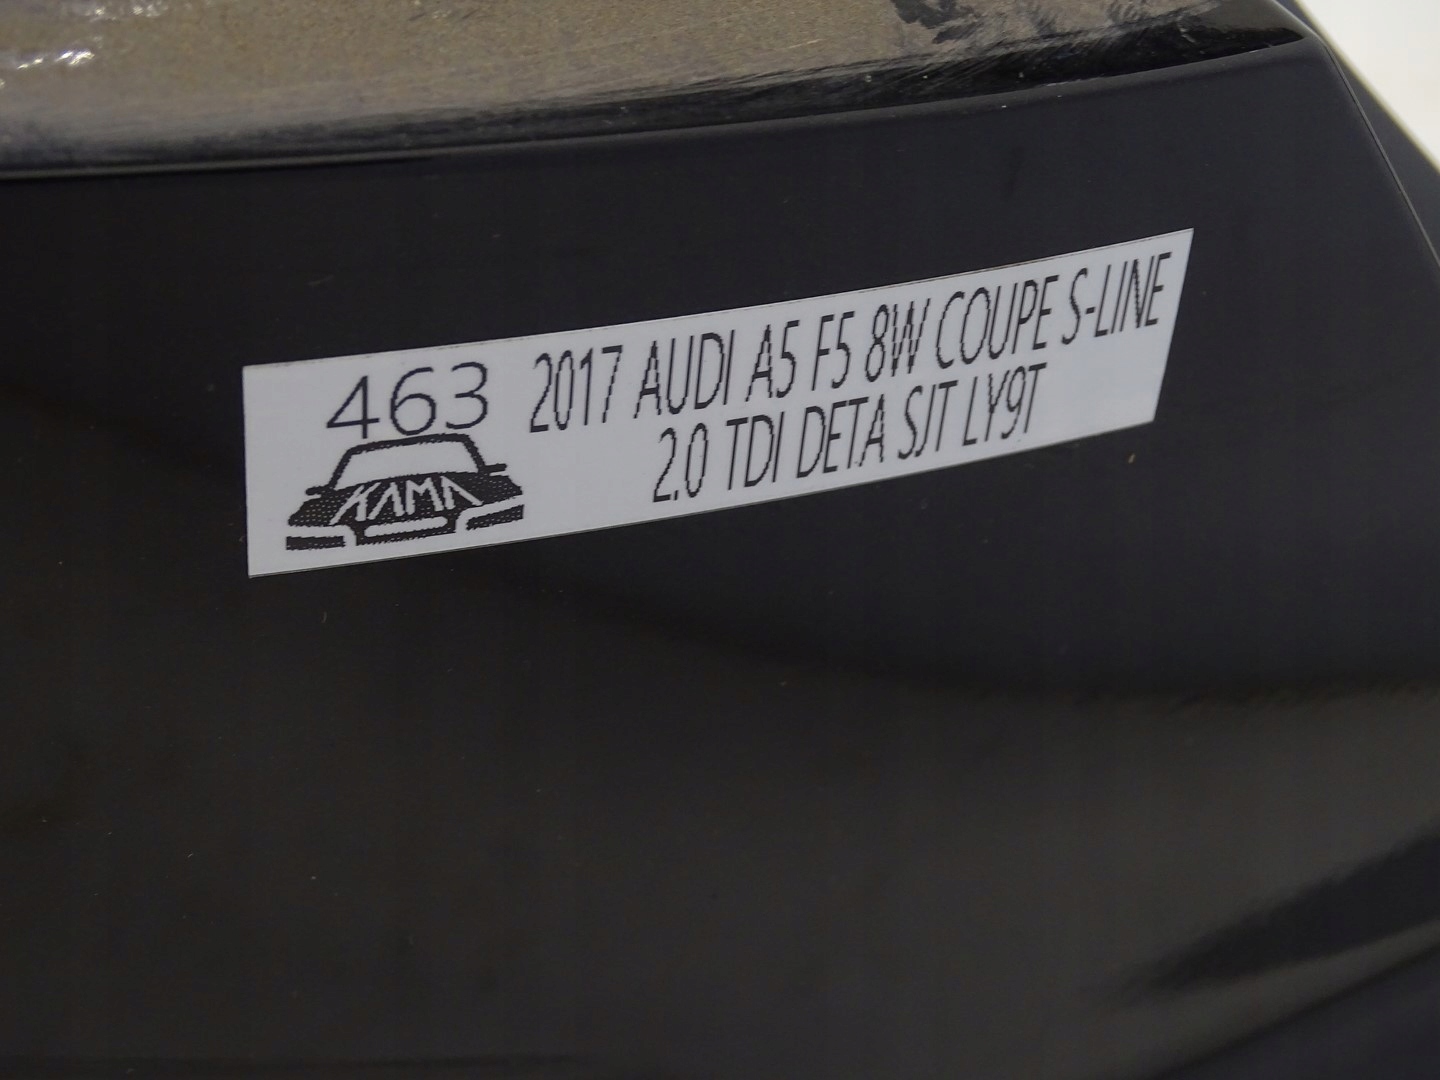 463
KAMA
2017 AUDI A5 F5 8W COUPE S-LINE
2.0 TDI DETA SJT LY9T